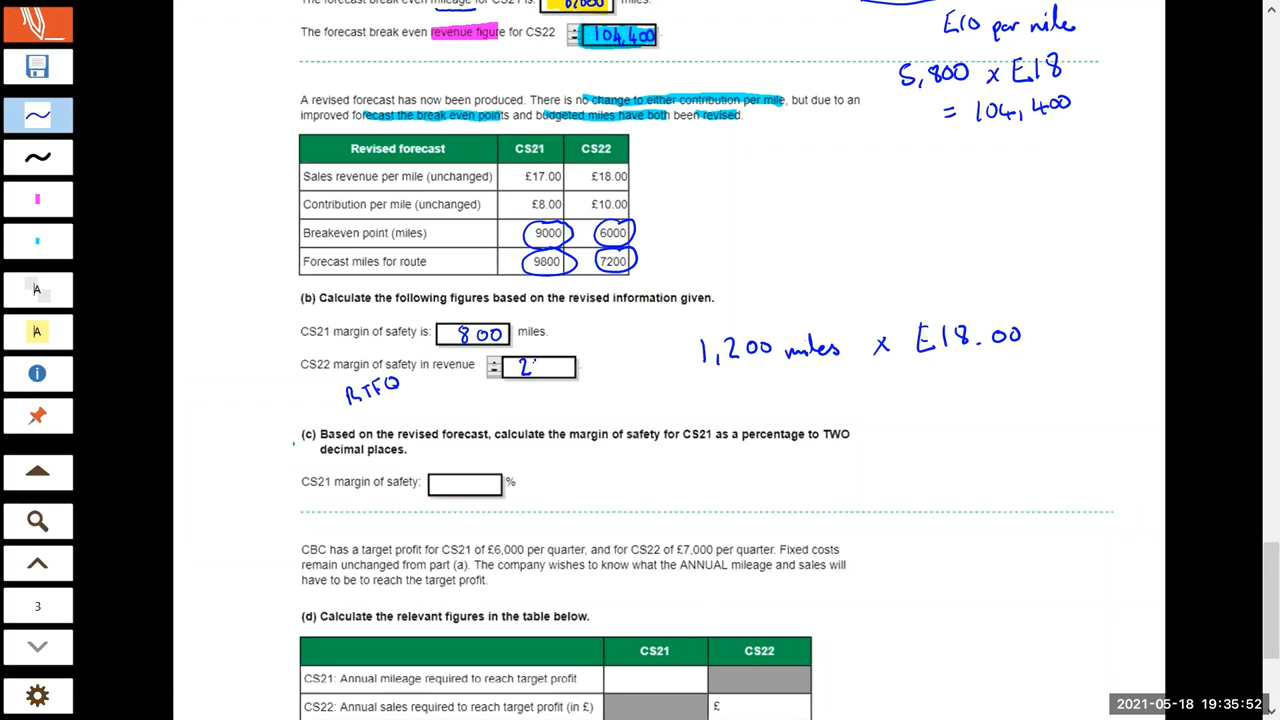 The forecast break even mileage for CS21 is: miles.
£10 per mile
The forecast break even revenue figure for CS22 104,400
5,800 x £18
= 104,400
A revised forecast has now been produced. There is no change to either contribution per mile, but due to an
improved forecast the break even points and budgeted miles have both been revised.
Revised forecast CS21 CS22
Sales revenue per mile (unchanged) £17.00 £18.00
Contribution per mile (unchanged) £8.00 £10.00
Breakeven point (miles) 9000 6000
Forecast miles for route 9800 7200
(b) Calculate the following figures based on the revised information given.
CS21 margin of safety is: 800 miles.
1,200 miles x £18.00
CS22 margin of safety in revenue 2
RTFQ
(c) Based on the revised forecast, calculate the margin of safety for CS21 as a percentage to TWO
decimal places.
CS21 margin of safety: %
CBC has a target profit for CS21 of £6,000 per quarter, and for CS22 of £7,000 per quarter. Fixed costs
remain unchanged from part (a). The company wishes to know what the ANNUAL mileage and sales will
have to be to reach the target profit.
(d) Calculate the relevant figures in the table below.
CS21 CS22
CS21: Annual mileage required to reach target profit
CS22: Annual sales required to reach target profit (in £) £
A
A
3
2021-05-18 19:35:52